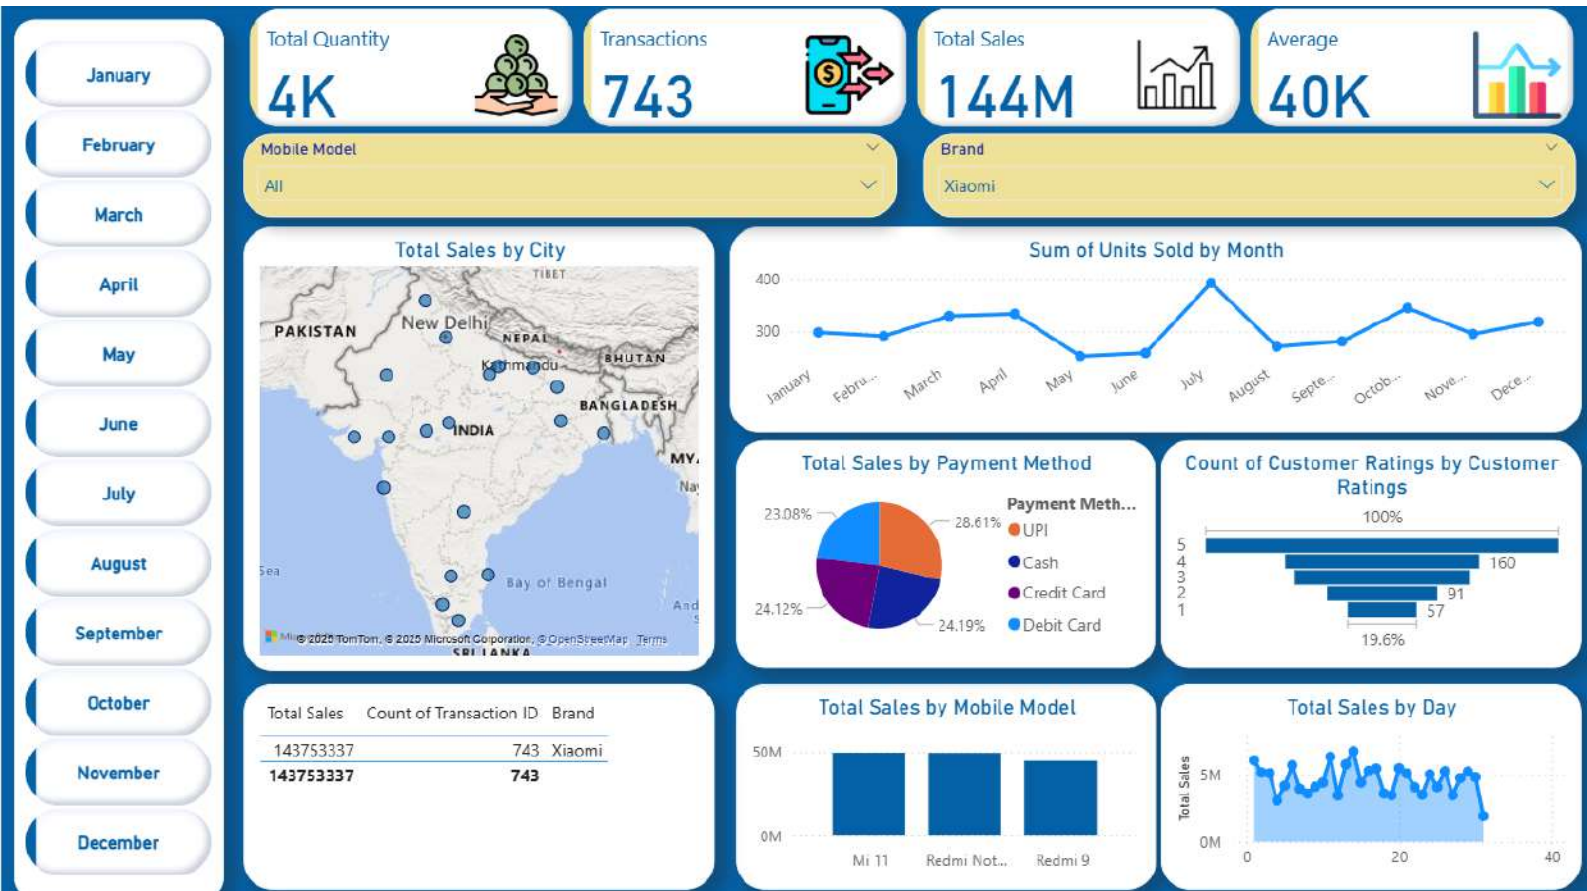 January
February
March
April
May
June
July
August
September
October
November
December
Total Quantity
4K
Transactions
743
Total Sales
144M
Average
40K
Mobile Model
All
Brand
Xiaomi
Total Sales by City
TIBET
PAKISTAN
New Delhi
NEPAL
Kathmandu
BHUTAN
BANGLADESH
INDIA
MY
Na
Sea
Bay of Bengal
And
© 2025 TomTom, © 2025 Microsoft Corporation, © OpenStreetMap Terms
SRI LANKA
Sum of Units Sold by Month
400
300
January
Febru...
March
April
May
June
July
August
Septe...
Octob...
Nove...
Dece...
Total Sales by Payment Method
23.08%
28.61%
24.12%
24.19%
Payment Meth...
UPI
Cash
Credit Card
Debit Card
Count of Customer Ratings by Customer
Ratings
100%
5
4 160
3
2 91
1 57
19.6%
Total Sales Count of Transaction ID Brand
143753337 743 Xiaomi
143753337 743
Total Sales by Mobile Model
50M
0M
Mi 11 Redmi Not... Redmi 9
Total Sales by Day
Total Sales
5M
0M
0 20 40